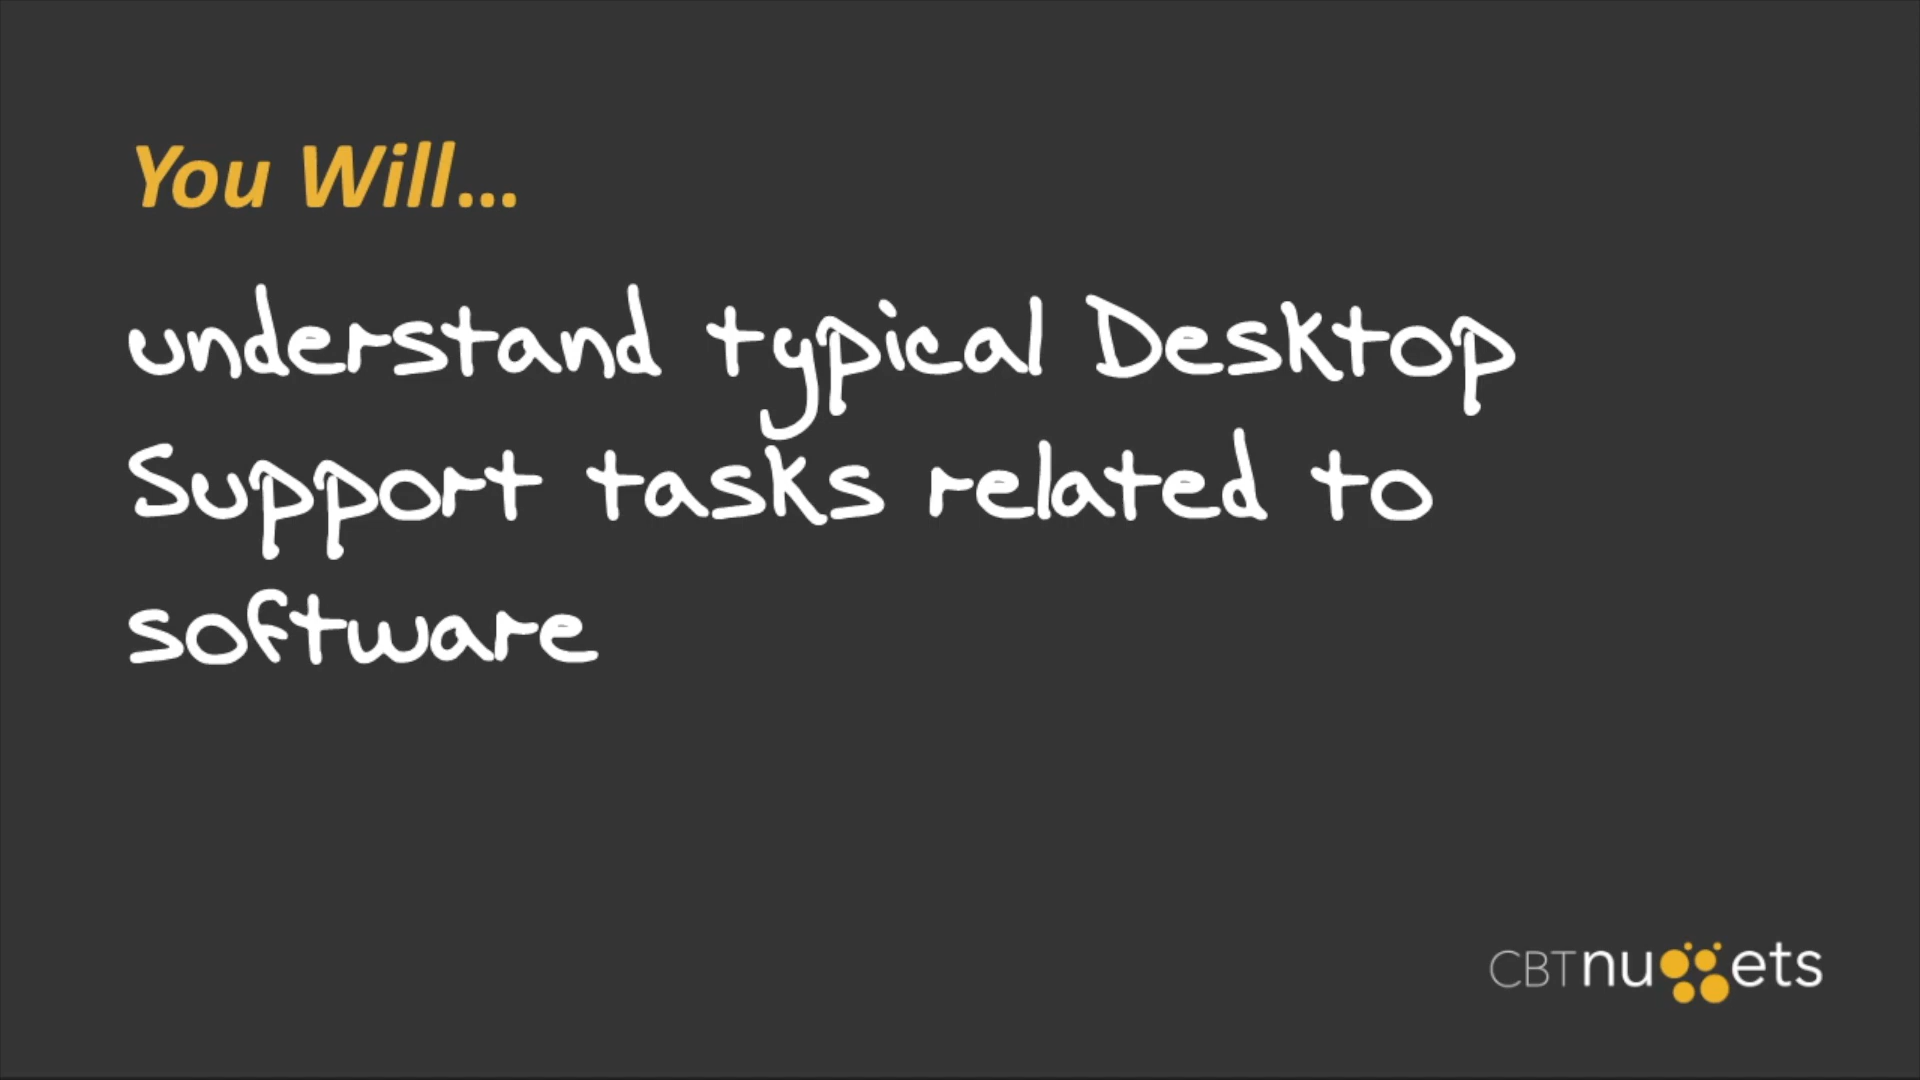 You Will...
understand typical Desktop
Support tasks related to
software
CBTnuggets